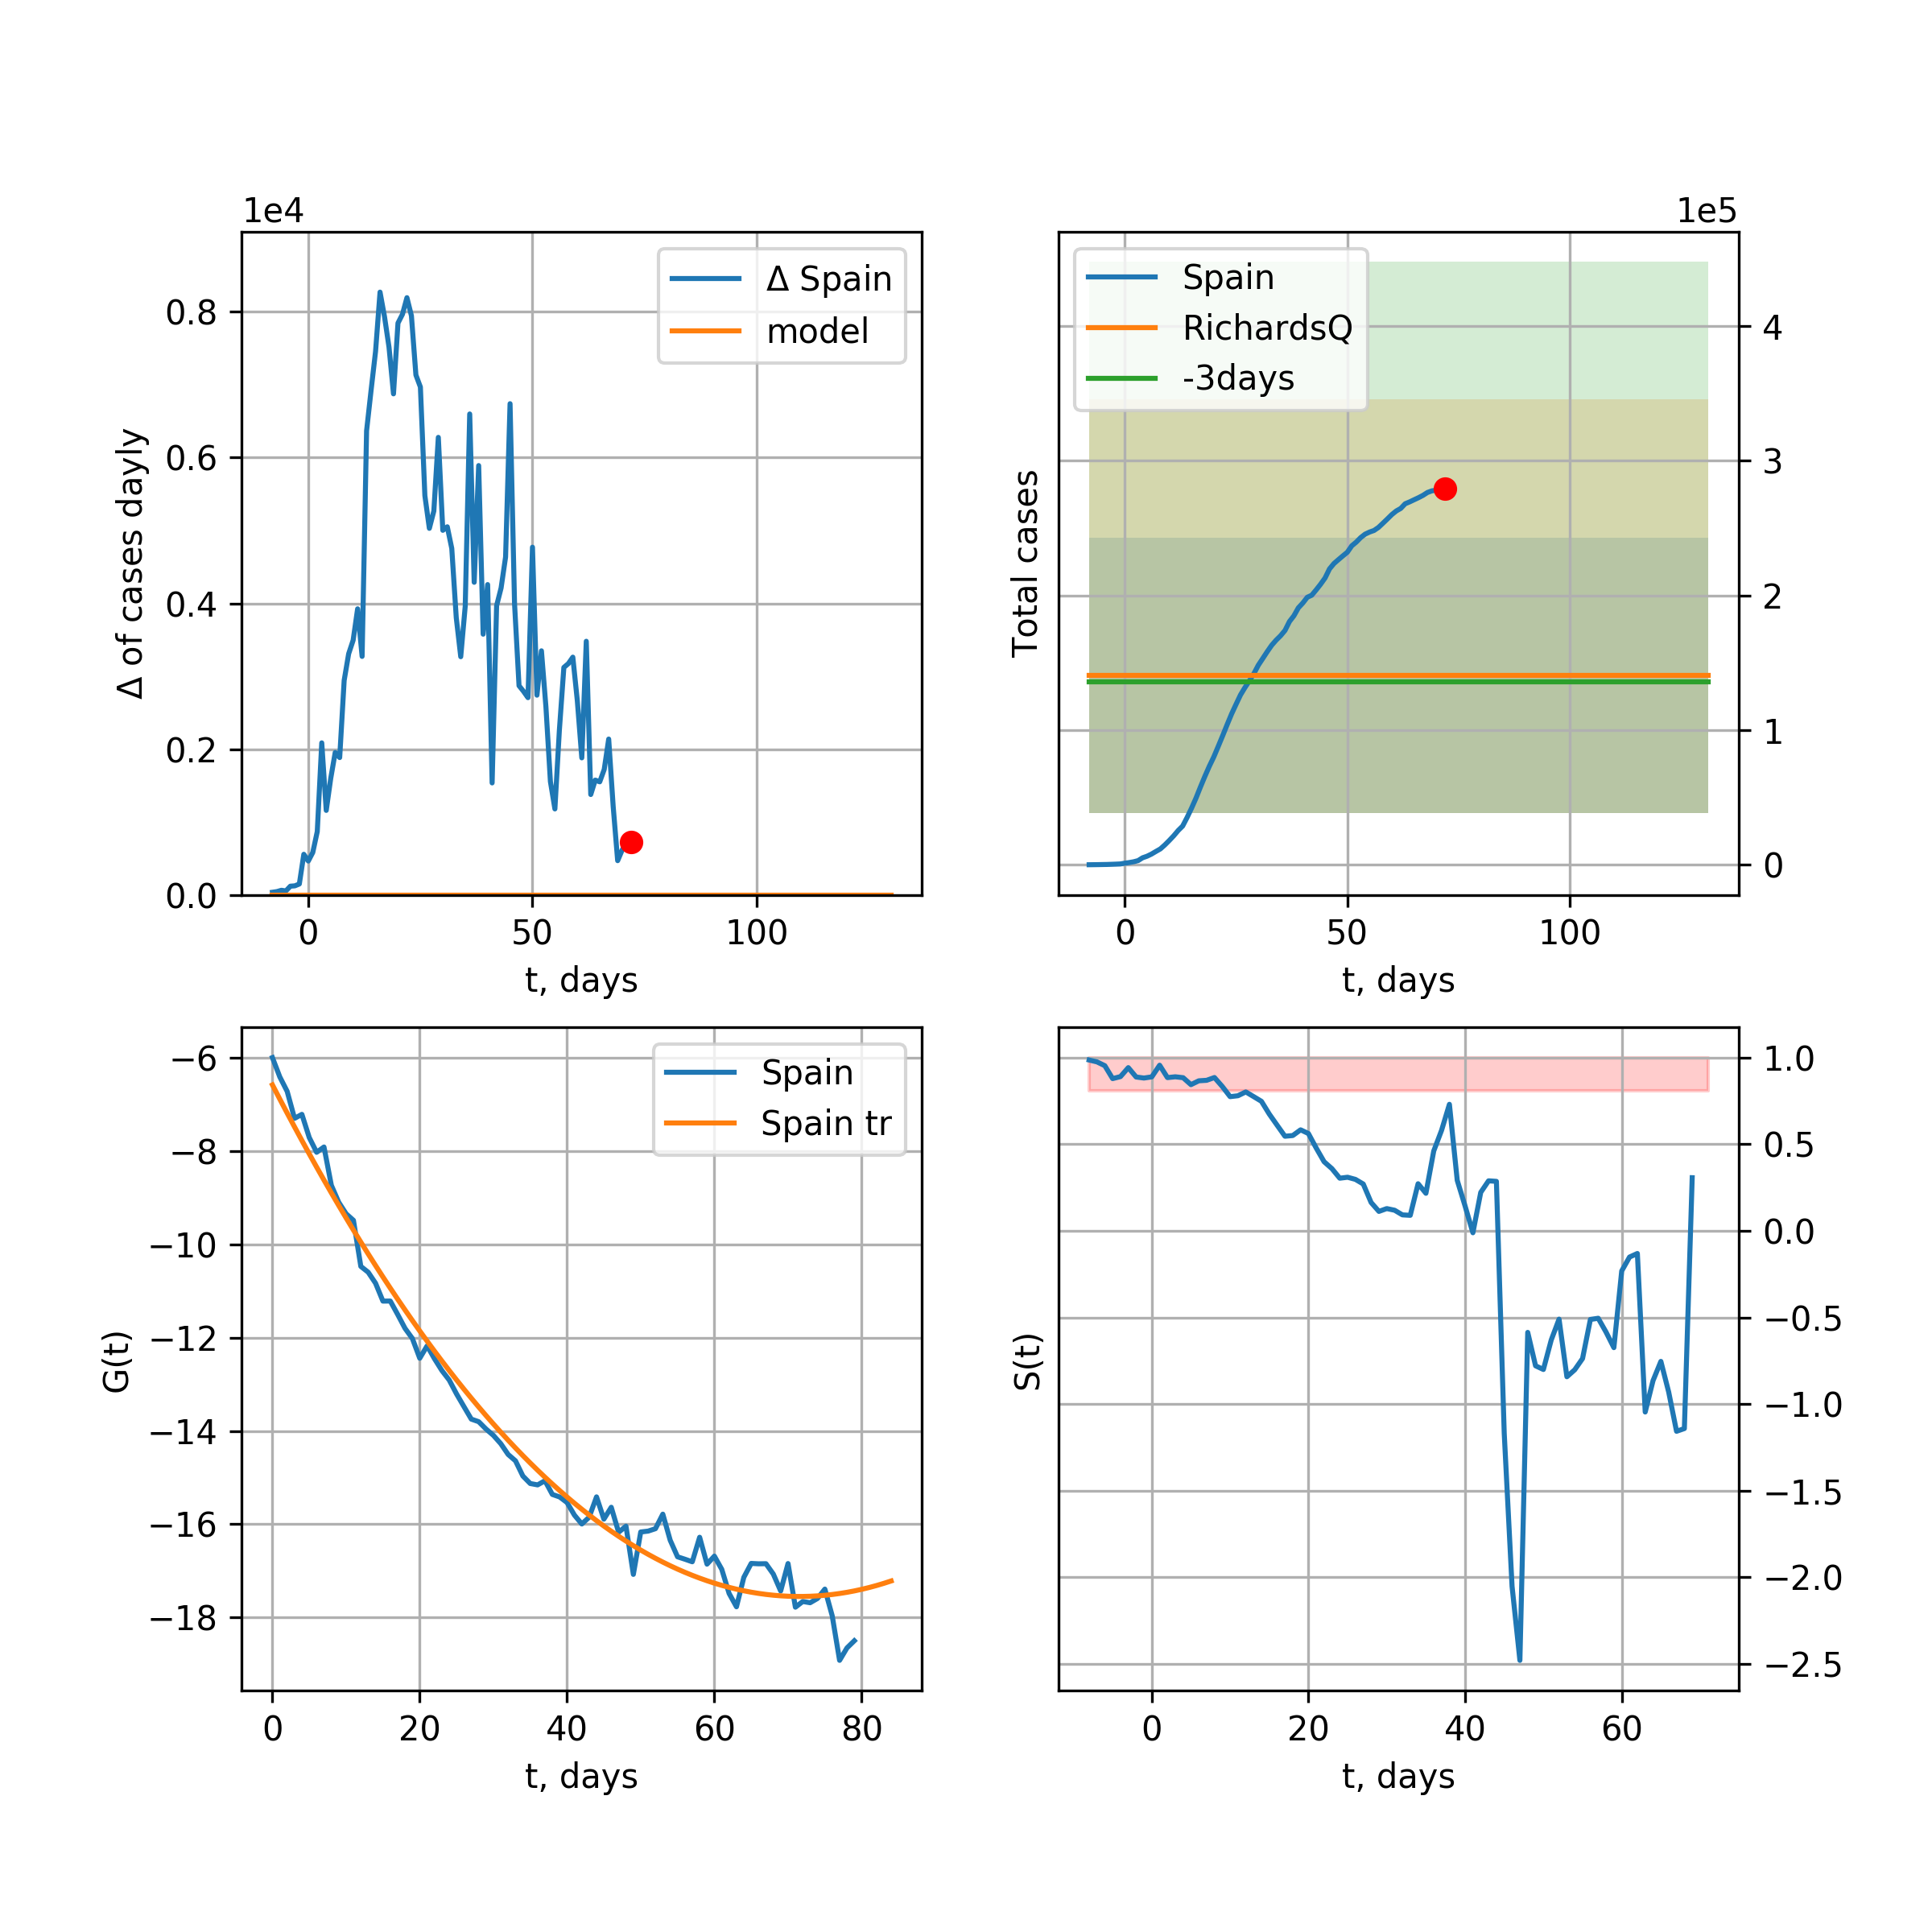 1e4
Δ Spain
model
0.8
0.6
0.4
0.2
0.0
Δ of cases dayly
0 50 100
t, days
1e5
Spain
RichardsQ
-3days
4
3
2
1
0
Total cases
0 50 100
t, days
Spain
Spain tr
−6
−8
−10
−12
−14
−16
−18
G(t)
0 20 40 60 80
t, days
1.0
0.5
0.0
−0.5
−1.0
−1.5
−2.0
−2.5
S(t)
0 20 40 60
t, days